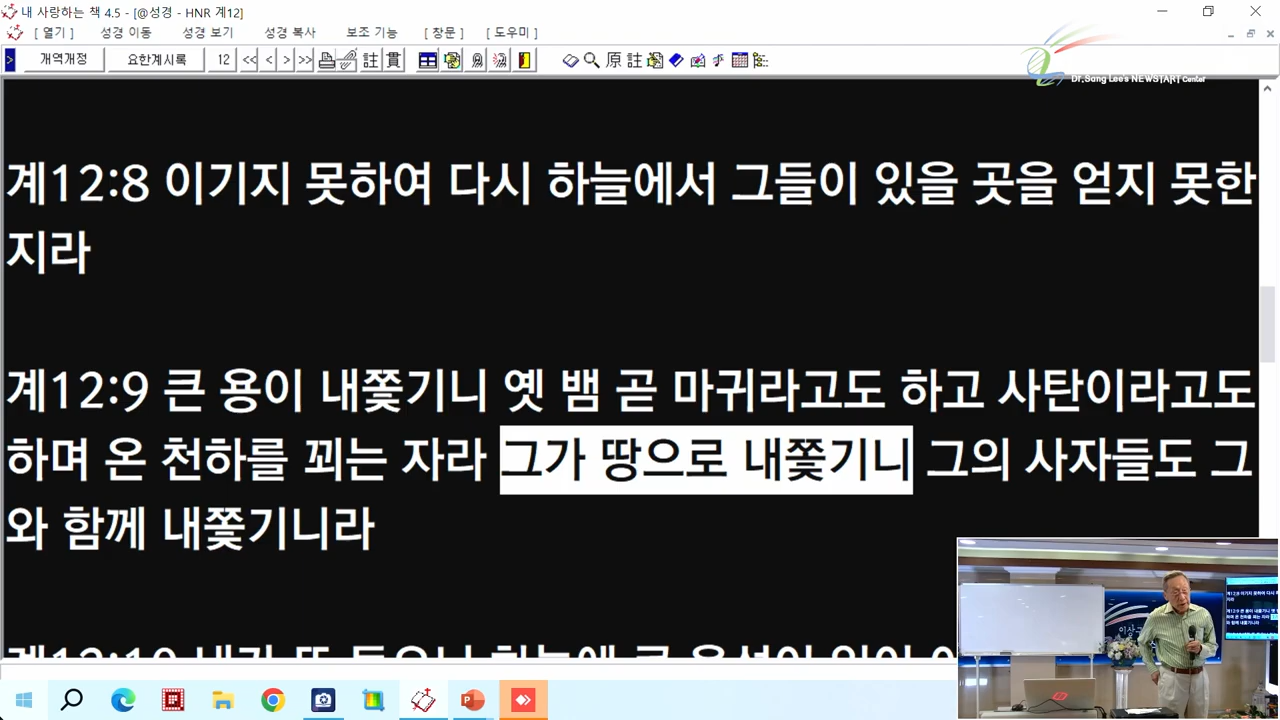 내 사랑하는 책 4.5 - [@성경 - HNR 계12]
[ 열기 ] 성경 이동 성경 보기 성경 복사 보조 기능 [ 창문 ] [ 도우미 ]
개역개정 요한계시록 12 << < > >> 註 貫 原 註
Dr.Sang Lee's NEWSTART Center
계12:8 이기지 못하여 다시 하늘에서 그들이 있을 곳을 얻지 못한
지라
계12:9 큰 용이 내쫓기니 옛 뱀 곧 마귀라고도 하고 사탄이라고도
하며 온 천하를 꾀는 자라 그가 땅으로 내쫓기니 그의 사자들도 그
와 함께 내쫓기니라